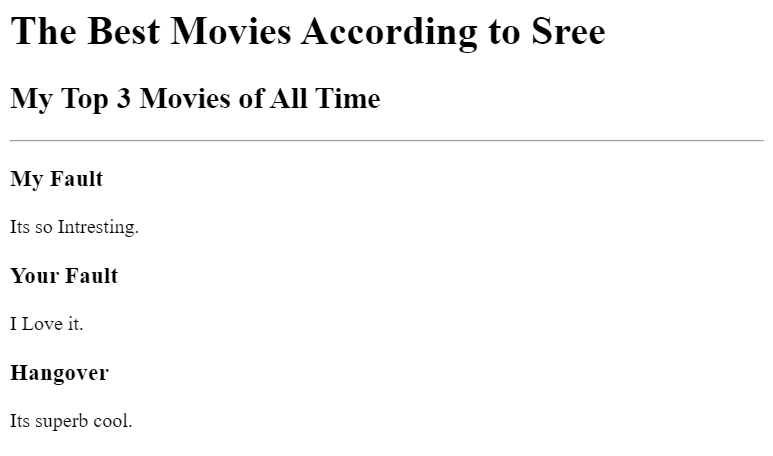 The Best Movies According to Sree
My Top 3 Movies of All Time
My Fault
Its so Intresting.
Your Fault
I Love it.
Hangover
Its superb cool.